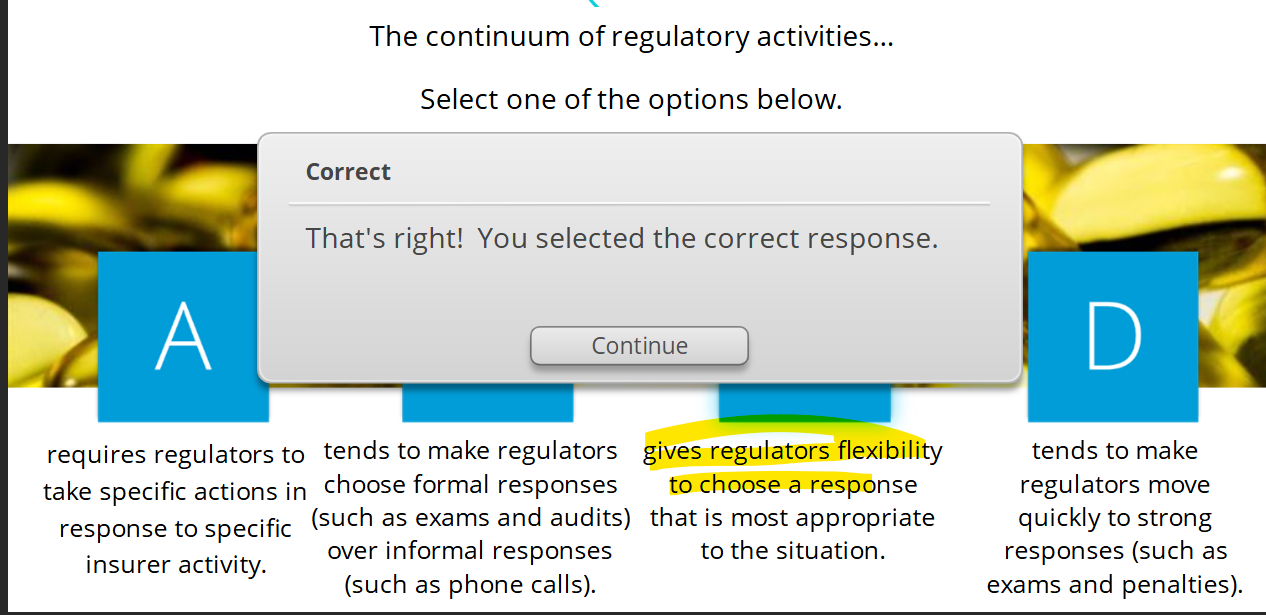 The continuum of regulatory activities...
Select one of the options below.
Correct
That's right! You selected the correct response.
Continue
A
D
requires regulators to
take specific actions in
response to specific
insurer activity.
tends to make regulators
choose formal responses
(such as exams and audits)
over informal responses
(such as phone calls).
gives regulators flexibility
to choose a response
that is most appropriate
to the situation.
tends to make
regulators move
quickly to strong
responses (such as
exams and penalties).